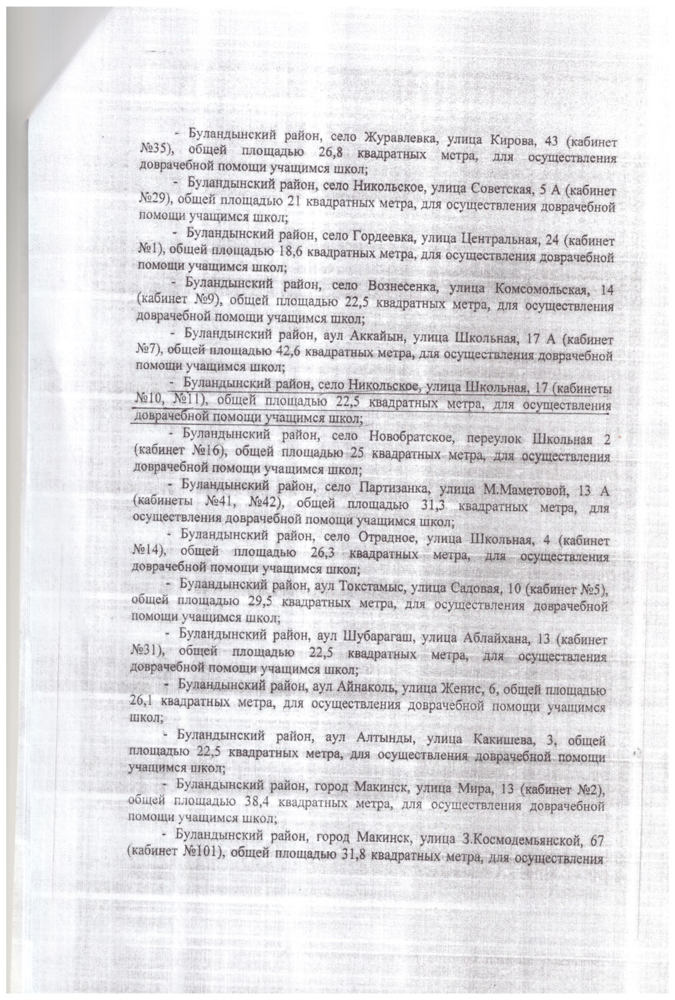 - Буландынский район, село Журавлевка, улица Кирова, 43 (кабинет
№35), общей площадью 26,8 квадратных метра, для осуществления
доврачебной помощи учащимся школ;
- Буландынский район, село Никольское, улица Советская, 5 А (кабинет
№29), общей площадью 21 квадратных метра, для осуществления доврачебной
помощи учащимся школ;
- Буландынский район, село Гордеевка, улица Центральная, 24 (кабинет
№1), общей площадью 18,6 квадратных метра, для осуществления доврачебной
помощи учащимся школ;
- Буландынский район, село Вознесенка, улица Комсомольская, 14
(кабинет №9), общей площадью 22,5 квадратных метра, для осуществления
доврачебной помощи учащимся школ;
- Буландынский район, аул Аккайын, улица Школьная, 17 А (кабинет
№7), общей площадью 42,6 квадратных метра, для осуществления доврачебной
помощи учащимся школ;
- Буландынский район, село Никольское, улица Школьная, 17 (кабинеты
№10, №11), общей площадью 22,5 квадратных метра, для осуществления
доврачебной помощи учащимся школ;
- Буландынский район, село Новобратское, переулок Школьная 2
(кабинет №16), общей площадью 25 квадратных метра, для осуществления
доврачебной помощи учащимся школ;
- Буландынский район, село Партизанка, улица М.Маметовой, 13 А
(кабинеты №41, №42), общей площадью 31,3 квадратных метра, для
осуществления доврачебной помощи учащимся школ;
- Буландынский район, село Отрадное, улица Школьная, 4 (кабинет
№14), общей площадью 26,3 квадратных метра, для осуществления
доврачебной помощи учащимся школ;
- Буландынский район, аул Токстамыс, улица Садовая, 10 (кабинет №5),
общей площадью 29,5 квадратных метра, для осуществления доврачебной
помощи учащимся школ;
- Буландынский район, аул Шубарагаш, улица Аблайхана, 13 (кабинет
№31), общей площадью 22,5 квадратных метра, для осуществления
доврачебной помощи учащимся школ;
- Буландынский район, аул Айнаколь, улица Женис, 6, общей площадью
26,1 квадратных метра, для осуществления доврачебной помощи учащимся
школ;
- Буландынский район, аул Алтынды, улица Какишева, 3, общей
площадью 22,5 квадратных метра, для осуществления доврачебной помощи
учащимся школ;
- Буландынский район, город Макинск, улица Мира, 13 (кабинет №2),
общей площадью 38,4 квадратных метра, для осуществления доврачебной
помощи учащимся школ;
- Буландынский район, город Макинск, улица З.Космодемьянской, 67
(кабинет №101), общей площадью 31,8 квадратных метра, для осуществления